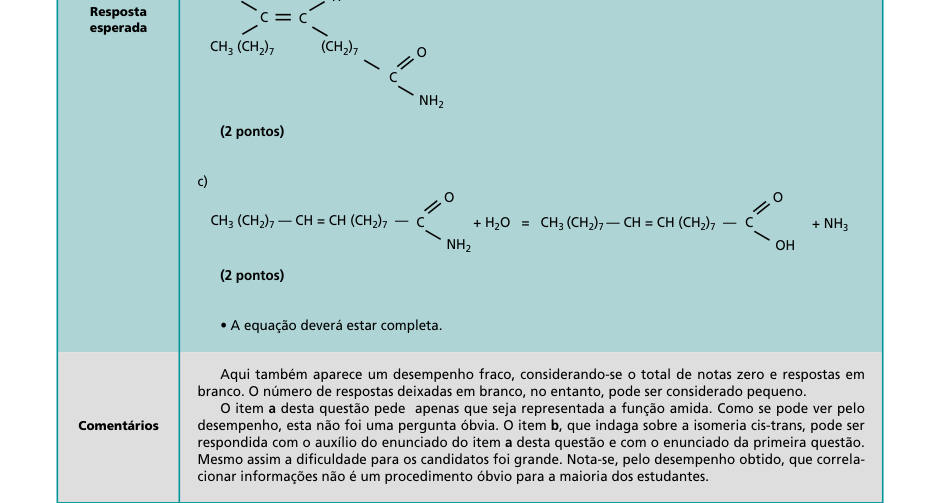 Resposta
esperada
C = C
CH₃ (CH₂)₇ (CH₂)₇
O
C
NH₂
(2 pontos)
c)
O O
CH₃ (CH₂)₇ — CH = CH (CH₂)₇ — C + H₂O = CH₃ (CH₂)₇ — CH = CH (CH₂)₇ — C + NH₃
NH₂ OH
(2 pontos)
• A equação deverá estar completa.
Comentários
Aqui também aparece um desempenho fraco, considerando-se o total de notas zero e respostas em
branco. O número de respostas deixadas em branco, no entanto, pode ser considerado pequeno.
O item a desta questão pede apenas que seja representada a função amida. Como se pode ver pelo
desempenho, esta não foi uma pergunta óbvia. O item b, que indaga sobre a isomeria cis-trans, pode ser
respondida com o auxílio do enunciado do item a desta questão e com o enunciado da primeira questão.
Mesmo assim a dificuldade para os candidatos foi grande. Nota-se, pelo desempenho obtido, que correla-
cionar informações não é um procedimento óbvio para a maioria dos estudantes.